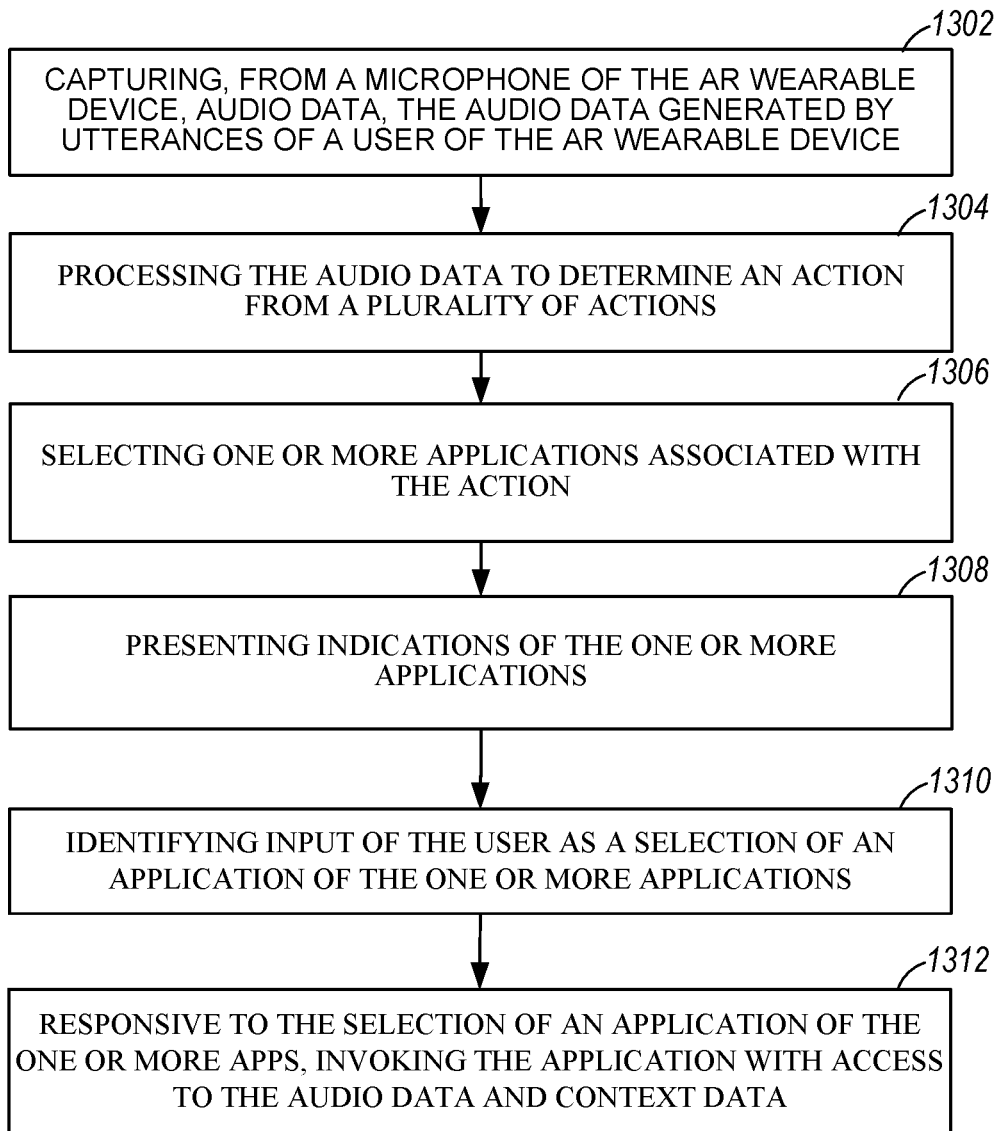 1302
CAPTURING, FROM A MICROPHONE OF THE AR WEARABLE
DEVICE, AUDIO DATA, THE AUDIO DATA GENERATED BY
UTTERANCES OF A USER OF THE AR WEARABLE DEVICE
1304
PROCESSING THE AUDIO DATA TO DETERMINE AN ACTION
FROM A PLURALITY OF ACTIONS
1306
SELECTING ONE OR MORE APPLICATIONS ASSOCIATED WITH
THE ACTION
1308
PRESENTING INDICATIONS OF THE ONE OR MORE
APPLICATIONS
1310
IDENTIFYING INPUT OF THE USER AS A SELECTION OF AN
APPLICATION OF THE ONE OR MORE APPLICATIONS
1312
RESPONSIVE TO THE SELECTION OF AN APPLICATION OF THE
ONE OR MORE APPS, INVOKING THE APPLICATION WITH ACCESS
TO THE AUDIO DATA AND CONTEXT DATA